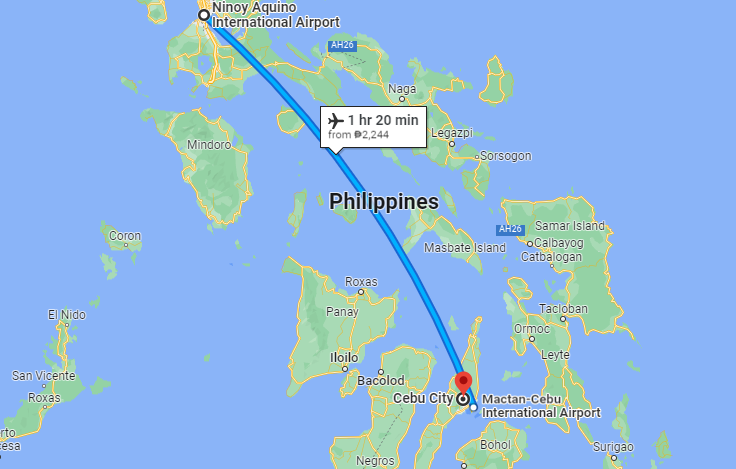 Ninoy Aquino
International Airport
AH26
Naga
1 hr 20 min
from ₱2,244
Legazpi
Mindoro
Sorsogon
Philippines
Samar Island
AH26
Calbayog
Masbate Island
Catbalogan
Coron
Roxas
Panay
Tacloban
El Nido
Ormoc
Leyte
Iloilo
San Vicente
Bacolod
Roxas
Cebu City
Mactan-Cebu
International Airport
rto
cesa
Bohol
Surigao
Negros